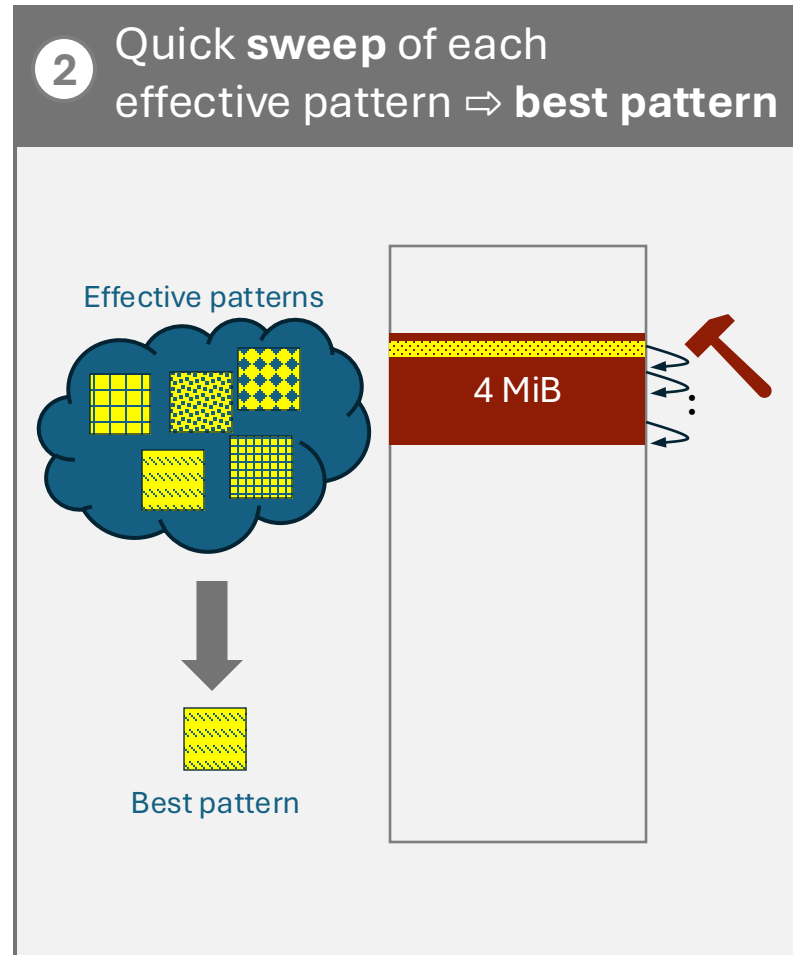 2
Quick sweep of each
effective pattern ⇨ best pattern
Effective patterns
4 MiB
Best pattern